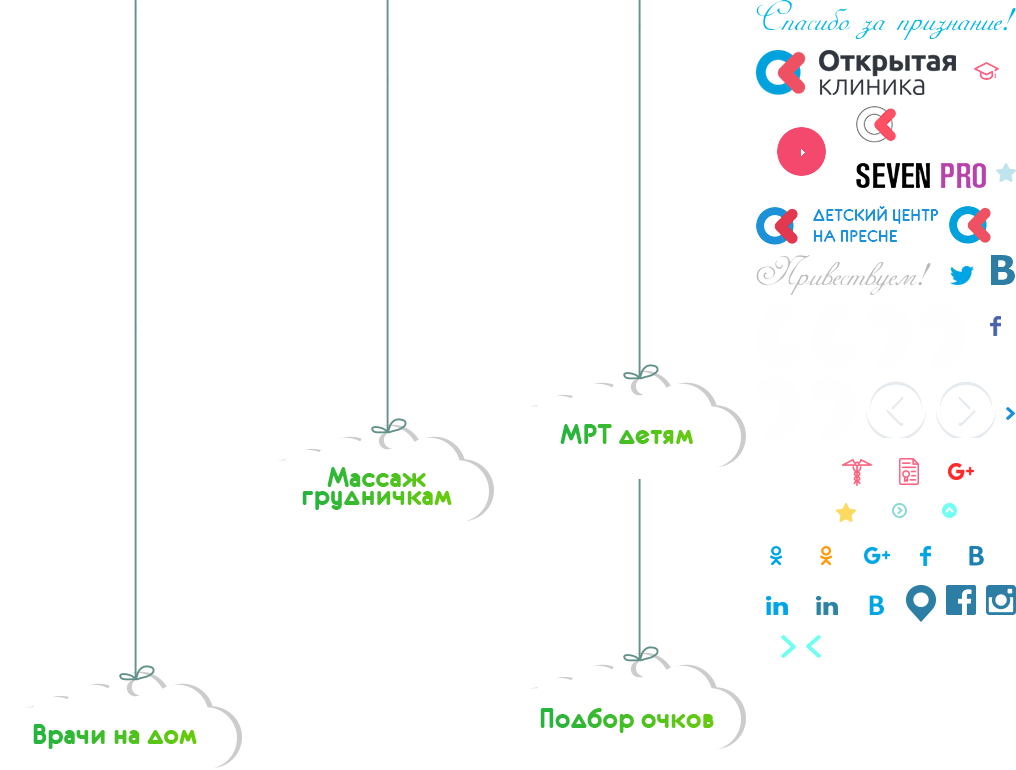 Спасибо за признание!
Открытая
клиника
SEVEN PRO
ДЕТСКИЙ ЦЕНТР
НА ПРЕСНЕ
Привествуем!
МРТ детям
Массаж
грудничкам
G+
G+
in
in
B
Подбор очков
Врачи на дом